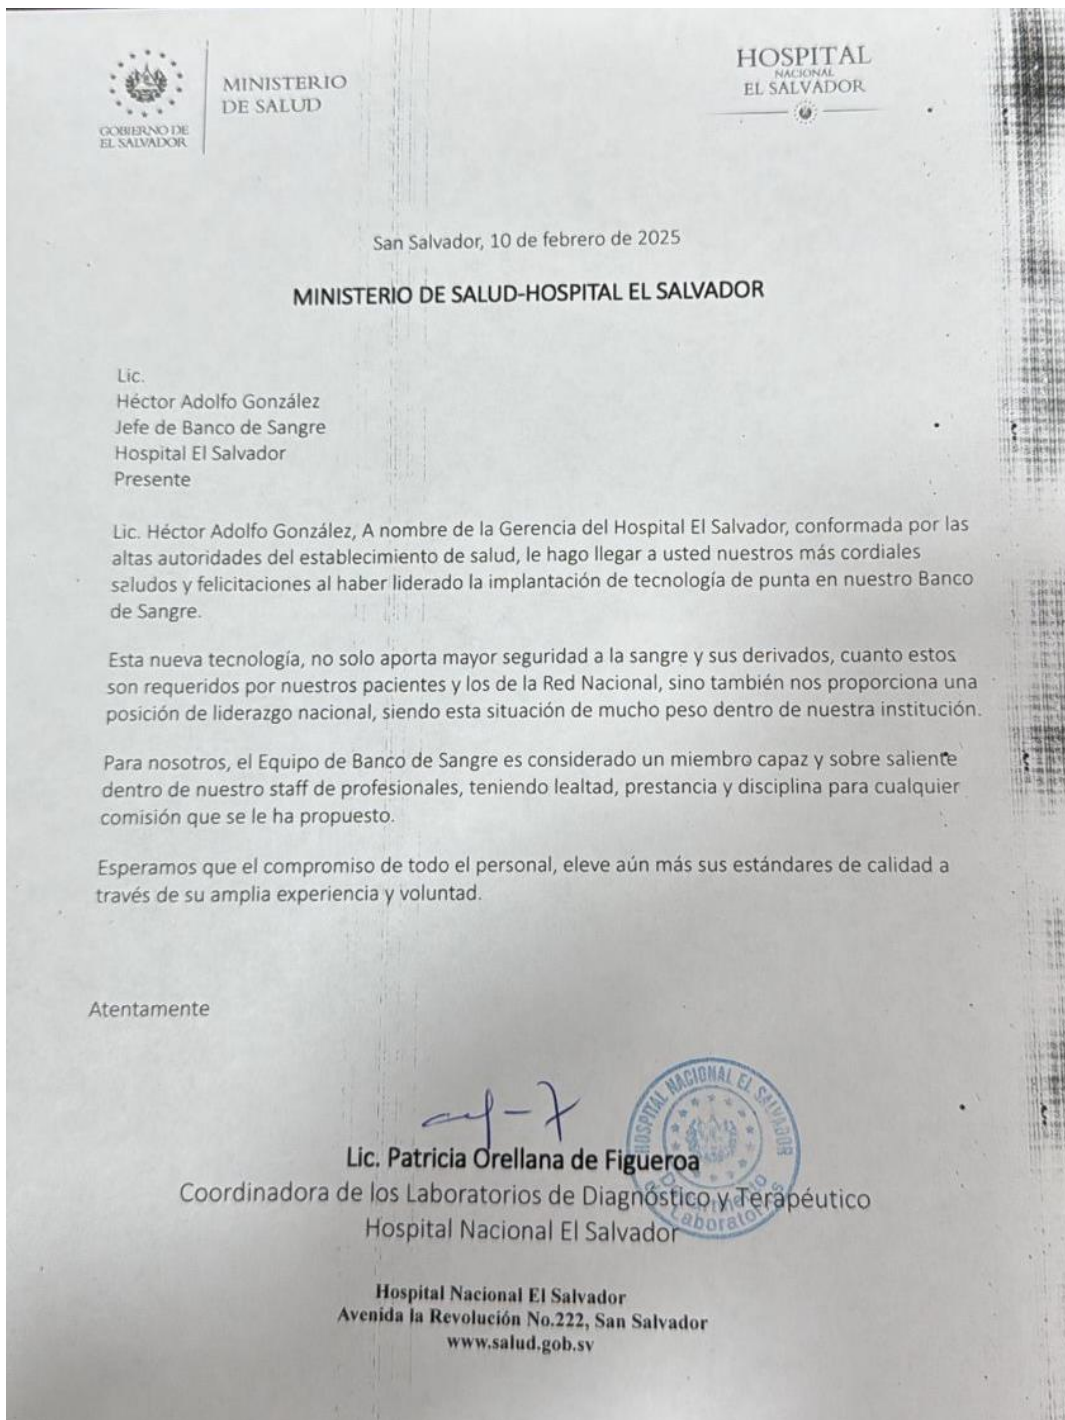 GOBIERNO DE
EL SALVADOR
MINISTERIO
DE SALUD
HOSPITAL
NACIONAL
EL SALVADOR
San Salvador, 10 de febrero de 2025
MINISTERIO DE SALUD-HOSPITAL EL SALVADOR
Lic.
Héctor Adolfo González
Jefe de Banco de Sangre
Hospital El Salvador
Presente
Lic. Héctor Adolfo González, A nombre de la Gerencia del Hospital El Salvador, conformada por las
altas autoridades del establecimiento de salud, le hago llegar a usted nuestros más cordiales
saludos y felicitaciones al haber liderado la implantación de tecnología de punta en nuestro Banco
de Sangre.
Esta nueva tecnología, no solo aporta mayor seguridad a la sangre y sus derivados, cuanto estos
son requeridos por nuestros pacientes y los de la Red Nacional, sino también nos proporciona una
posición de liderazgo nacional, siendo esta situación de mucho peso dentro de nuestra institución.
Para nosotros, el Equipo de Banco de Sangre es considerado un miembro capaz y sobre saliente
dentro de nuestro staff de profesionales, teniendo lealtad, prestancia y disciplina para cualquier
comisión que se le ha propuesto.
Esperamos que el compromiso de todo el personal, eleve aún más sus estándares de calidad a
través de su amplia experiencia y voluntad.
Atentamente
HOSPITAL NACIONAL EL SALVADOR
Departamento
de Laboratorios
Lic. Patricia Orellana de Figueroa
Coordinadora de los Laboratorios de Diagnóstico y Terapéutico
Hospital Nacional El Salvador
Hospital Nacional El Salvador
Avenida la Revolución No.222, San Salvador
www.salud.gob.sv